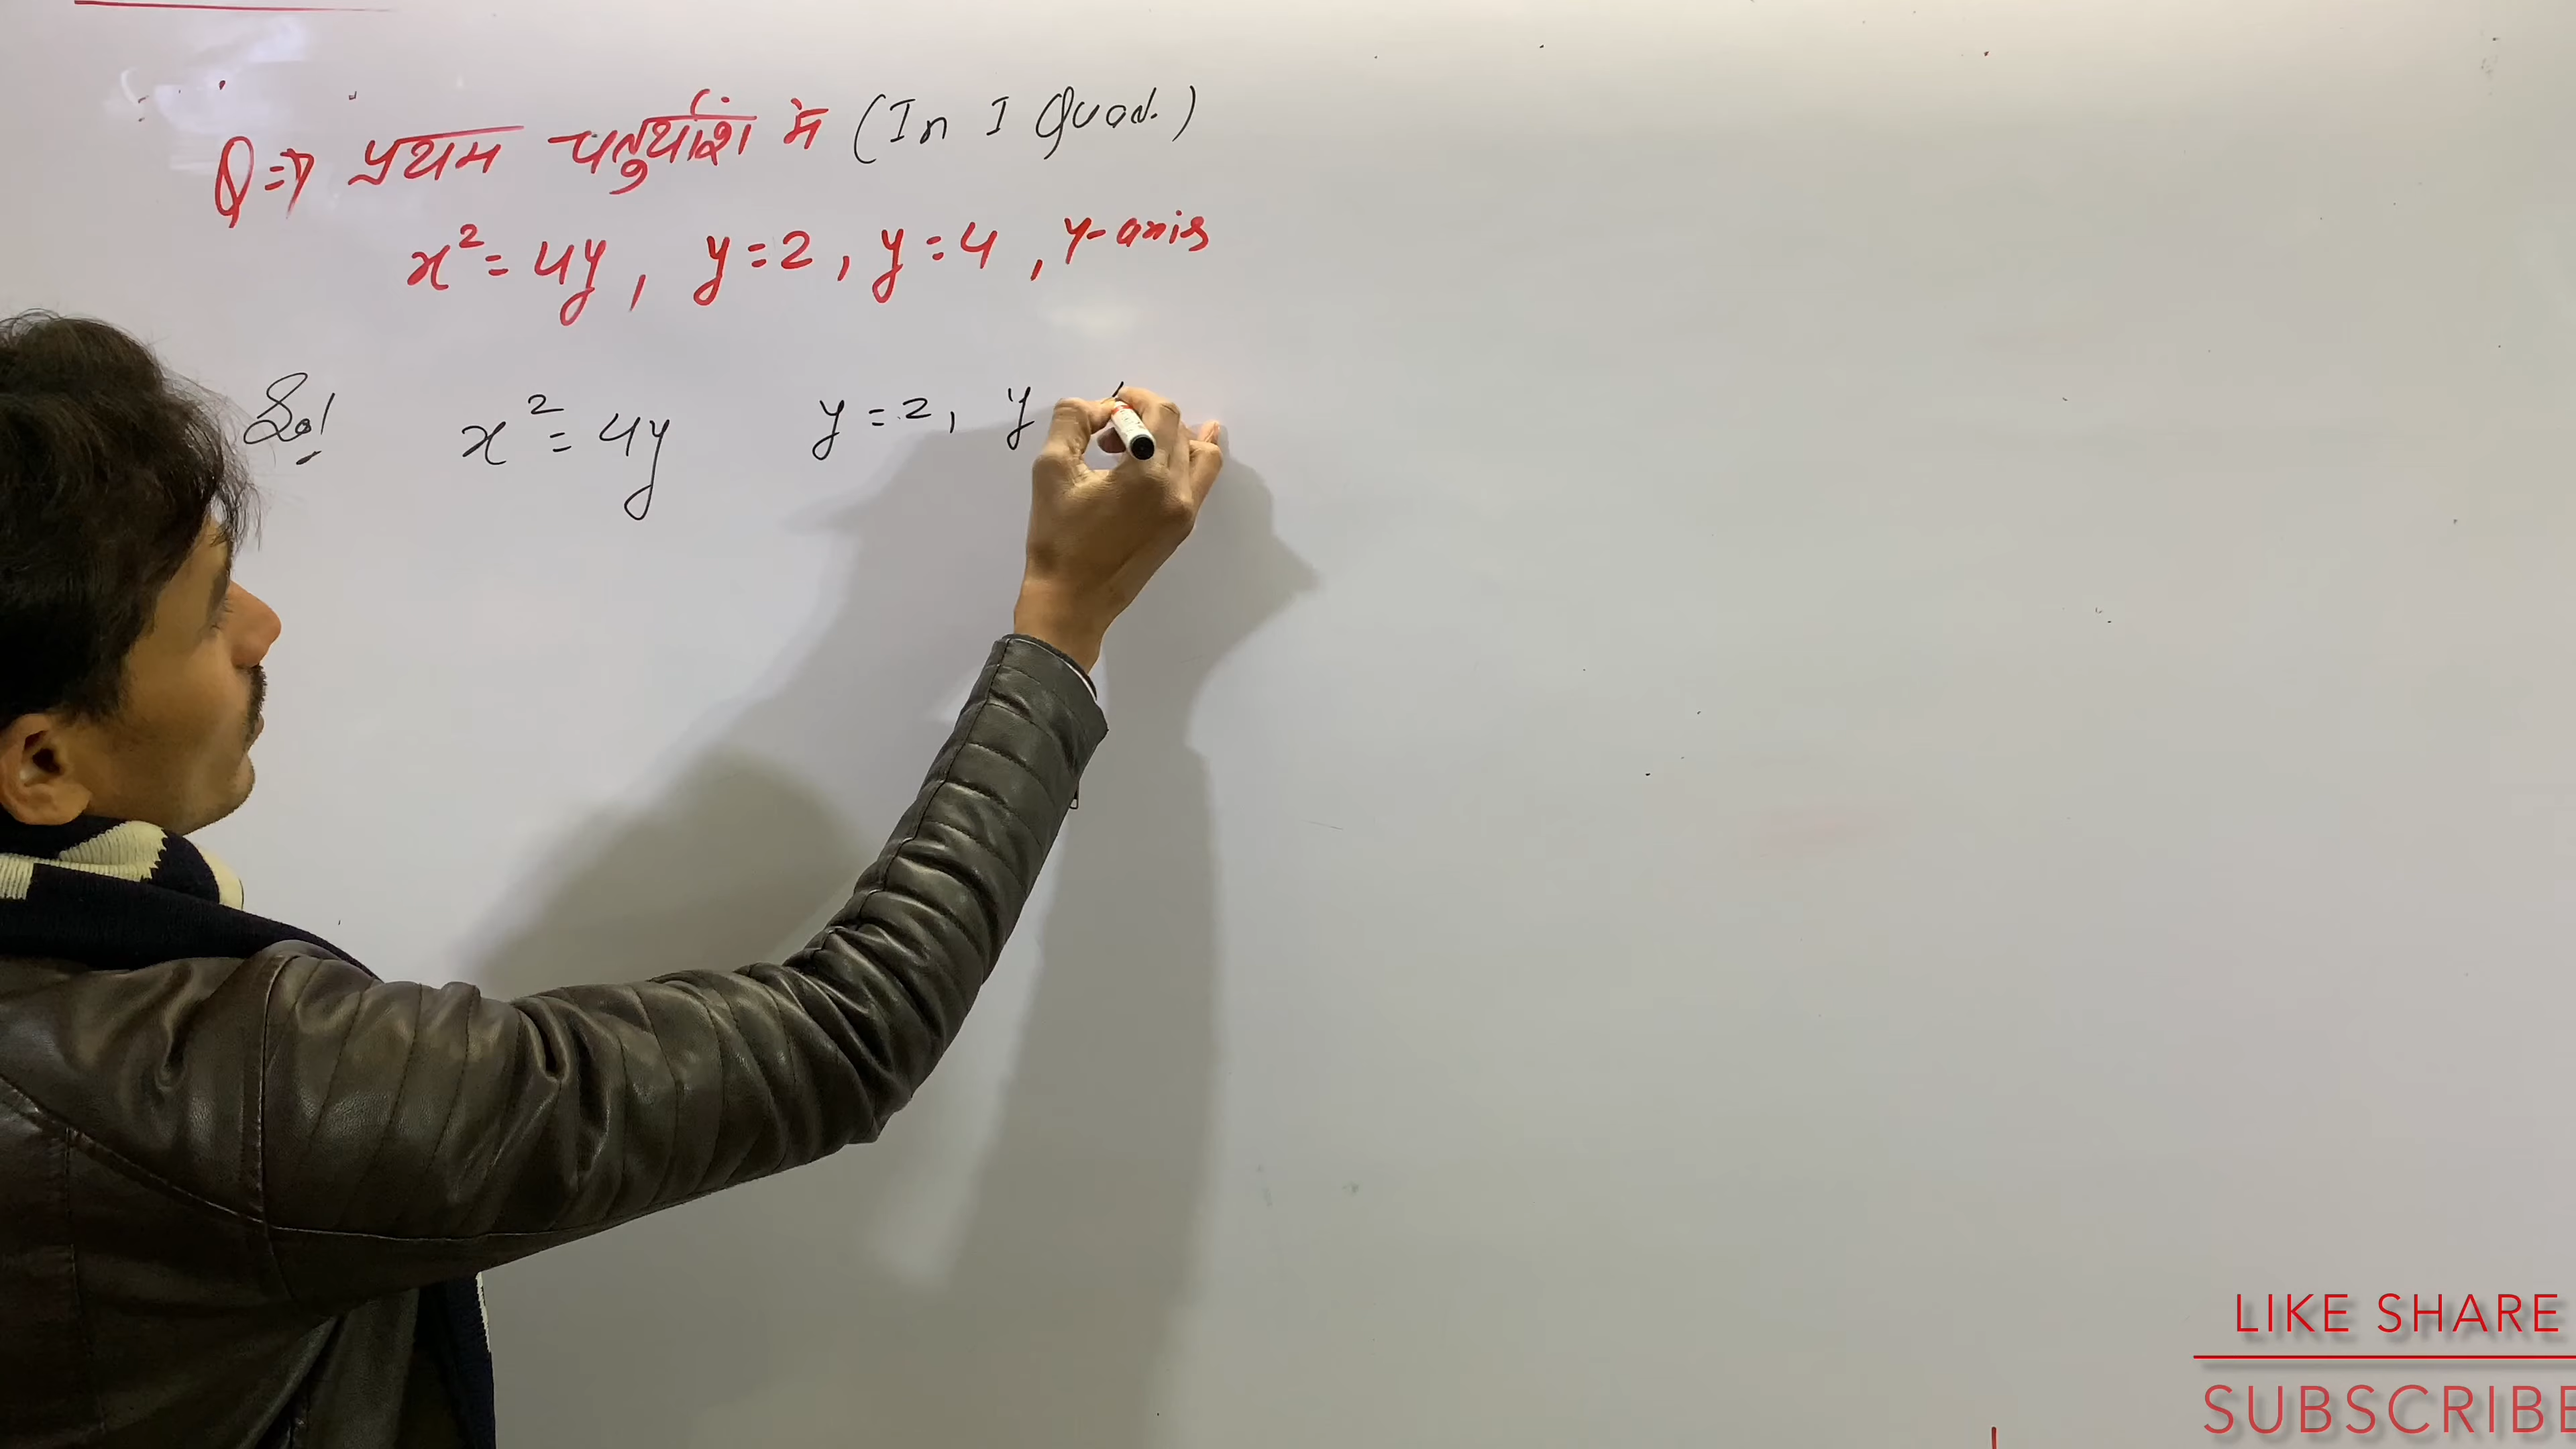 Q⇒ प्रथम चतुर्थांश में (In I Quad.)
x² = 4y, y = 2, y = 4, y-axis
Sol x² = 4y y = 2, y
LIKE SHARE
SUBSCRIBE